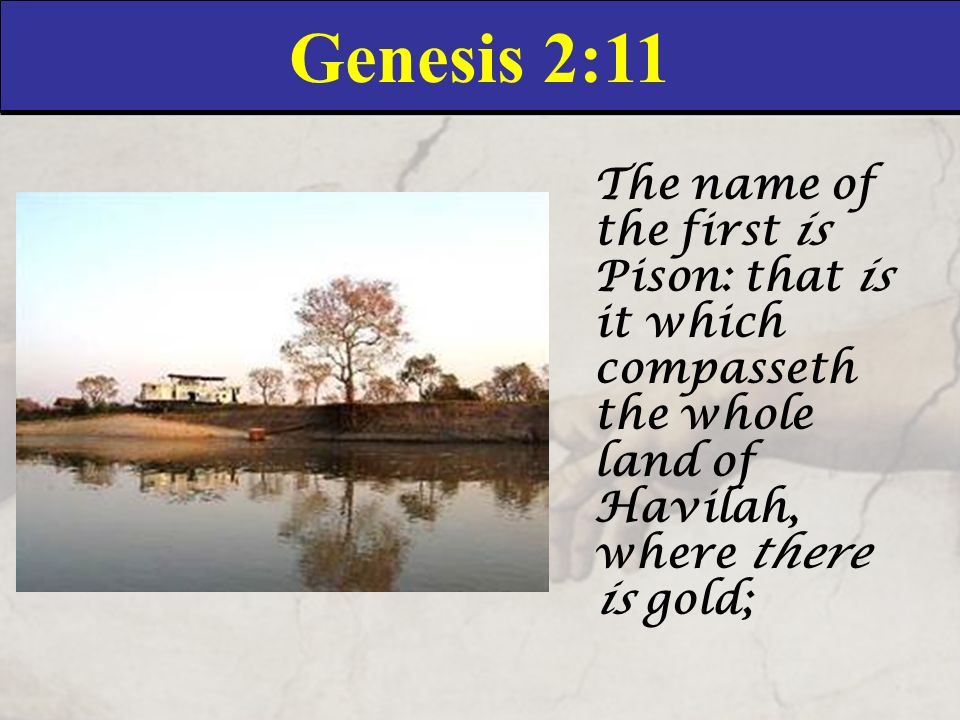 Genesis 2:11
The name of
the first is
Pison: that is
it which
compasseth
the whole
land of
Havilah,
where there
is gold;